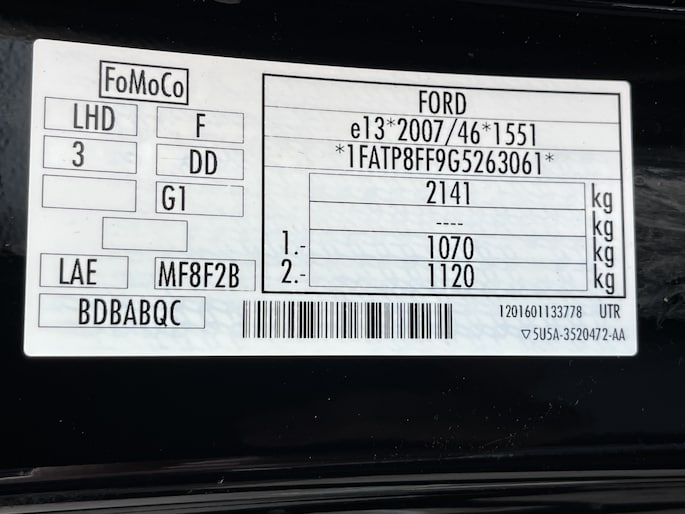 FoMoCo
LHD F
3 DD
G1
LAE MF8F2B
BDBABQC
FORD
e13*2007/46*1551
*1FATP8FF9G5263061*
2141 kg
---- kg
1.- 1070 kg
2.- 1120 kg
1201601133778 UTR
▽5U5A-3520472-AA